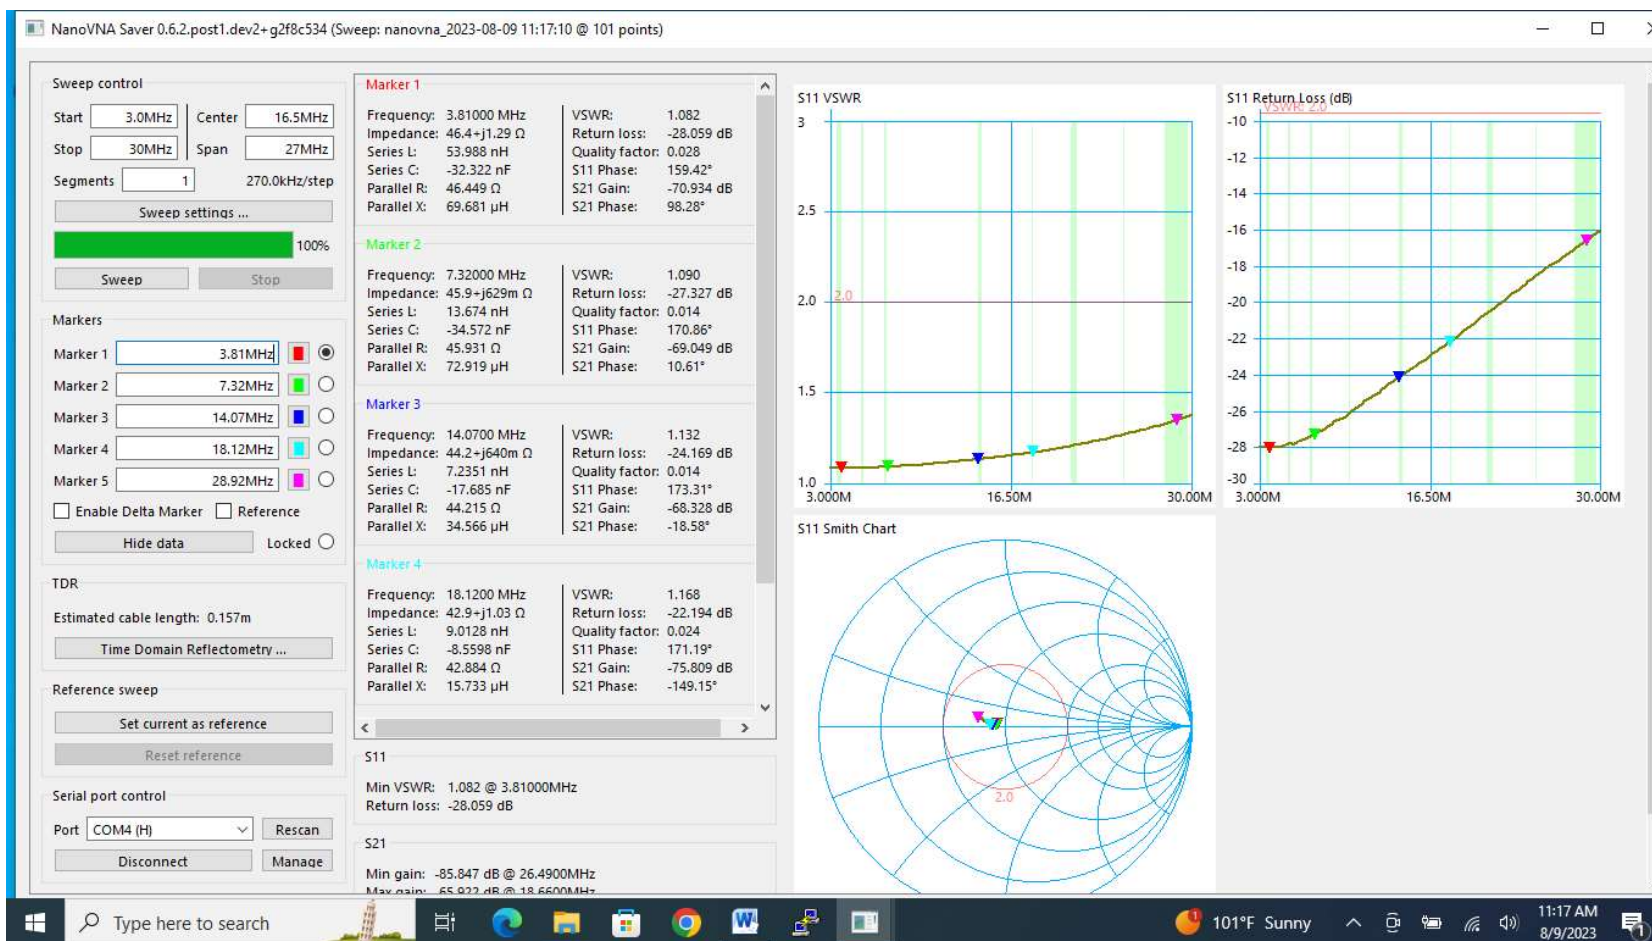 NanoVNA Saver 0.6.2.post1.dev2+g2f8c534 (Sweep: nanovna_2023-08-09 11:17:10 @ 101 points)
Sweep control
Start 3.0MHz Center 16.5MHz
Stop 30MHz Span 27MHz
Segments 1 270.0kHz/step
Sweep settings ...
100%
Sweep Stop
Markers
Marker 1 3.81MHz
Marker 2 7.32MHz
Marker 3 14.07MHz
Marker 4 18.12MHz
Marker 5 28.92MHz
Enable Delta Marker Reference
Hide data Locked
TDR
Estimated cable length: 0.157m
Time Domain Reflectometry ...
Reference sweep
Set current as reference
Reset reference
Serial port control
Port COM4 (H) Rescan
Disconnect Manage
Marker 1
Frequency: 3.81000 MHz VSWR: 1.082
Impedance: 46.4+j1.29 Ω Return loss: -28.059 dB
Series L: 53.988 nH Quality factor: 0.028
Series C: -32.322 nF S11 Phase: 159.42°
Parallel R: 46.449 Ω S21 Gain: -70.934 dB
Parallel X: 69.681 µH S21 Phase: 98.28°
Marker 2
Frequency: 7.32000 MHz VSWR: 1.090
Impedance: 45.9+j629m Ω Return loss: -27.327 dB
Series L: 13.674 nH Quality factor: 0.014
Series C: -34.572 nF S11 Phase: 170.86°
Parallel R: 45.931 Ω S21 Gain: -69.049 dB
Parallel X: 72.919 µH S21 Phase: 10.61°
Marker 3
Frequency: 14.0700 MHz VSWR: 1.132
Impedance: 44.2+j640m Ω Return loss: -24.169 dB
Series L: 7.2351 nH Quality factor: 0.014
Series C: -17.685 nF S11 Phase: 173.31°
Parallel R: 44.215 Ω S21 Gain: -68.328 dB
Parallel X: 34.566 µH S21 Phase: -18.58°
Marker 4
Frequency: 18.1200 MHz VSWR: 1.168
Impedance: 42.9+j1.03 Ω Return loss: -22.194 dB
Series L: 9.0128 nH Quality factor: 0.024
Series C: -8.5598 nF S11 Phase: 171.19°
Parallel R: 42.884 Ω S21 Gain: -75.809 dB
Parallel X: 15.733 µH S21 Phase: -149.15°
S11
Min VSWR: 1.082 @ 3.81000MHz
Return loss: -28.059 dB
S21
Min gain: -85.847 dB @ 26.4900MHz
Max gain: -65.922 dB @ 18.6600MHz
S11 VSWR
3
2.5
2.0 2.0
1.5
1.0
3.000M 16.50M 30.00M
S11 Return Loss (dB)
VSWR: 2.0
-10
-12
-14
-16
-18
-20
-22
-24
-26
-28
-30
3.000M 16.50M 30.00M
S11 Smith Chart
2.0
Type here to search
1
101°F Sunny
11:17 AM
8/9/2023
1